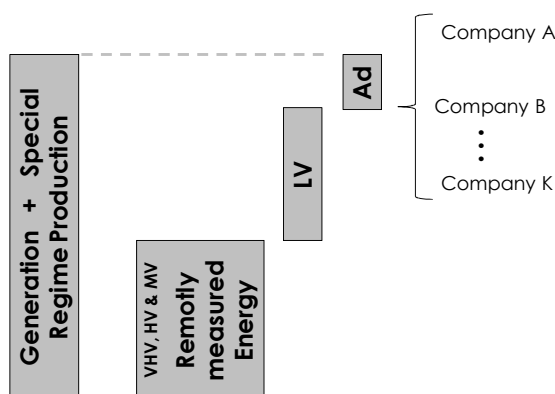 Generation + Special
Regime Production
VHV, HV & MV
Remotly
measured
Energy
LV
Ad
Company A
Company B
Company K